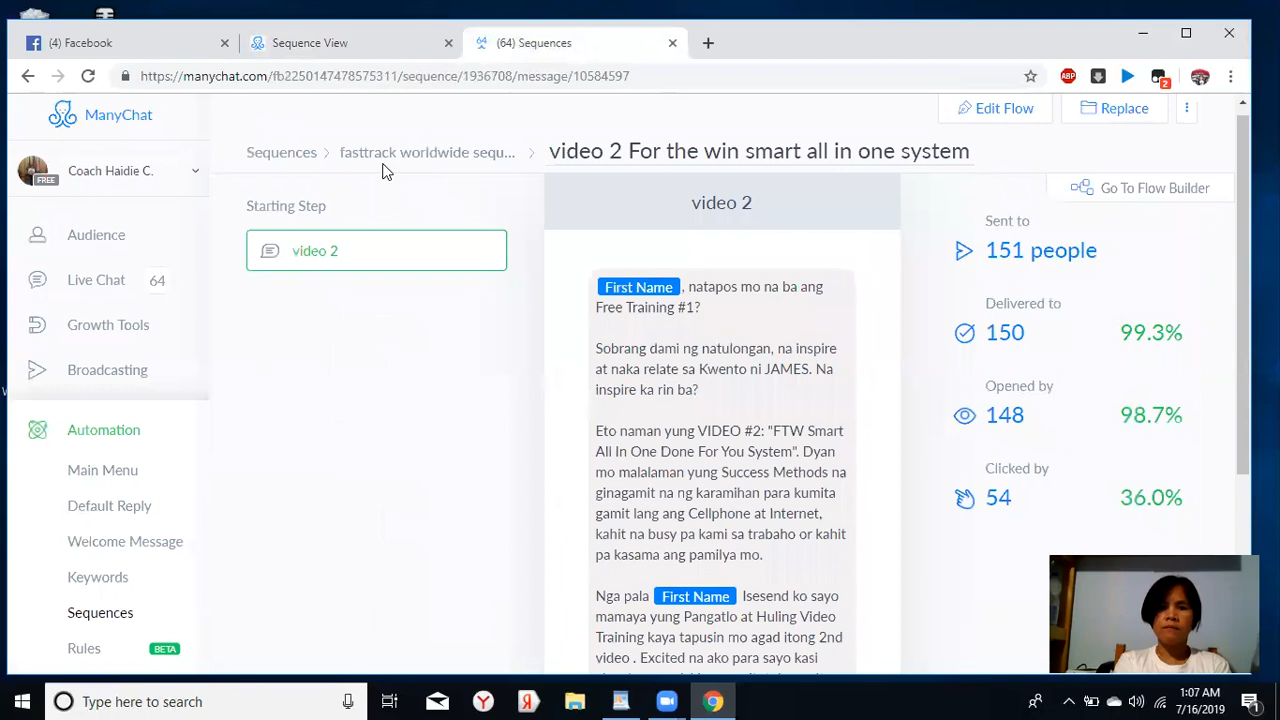 (4) Facebook
Sequence View
(64) Sequences
https://manychat.com/fb2250147478575311/sequence/1936708/message/10584597
ABP
2
ManyChat
Edit Flow
Replace
Coach Haidie C.
FREE
Sequences
fasttrack worldwide sequ...
video 2 For the win smart all in one system
Go To Flow Builder
Audience
Live Chat 64
Growth Tools
Broadcasting
Automation
Main Menu
Default Reply
Welcome Message
Keywords
Sequences
Rules BETA
Starting Step
video 2
video 2
First Name , natapos mo na ba ang
Free Training #1?
Sobrang dami ng natulongan, na inspire
at naka relate sa Kwento ni JAMES. Na
inspire ka rin ba?
Eto naman yung VIDEO #2: "FTW Smart
All In One Done For You System". Dyan
mo malalaman yung Success Methods na
ginagamit na ng karamihan para kumita
gamit lang ang Cellphone at Internet,
kahit na busy pa kami sa trabaho or kahit
pa kasama ang pamilya mo.
Nga pala First Name Isesend ko sayo
mamaya yung Pangatlo at Huling Video
Training kaya tapusin mo agad itong 2nd
video . Excited na ako para sayo kasi
Sent to
151 people
Delivered to
150 99.3%
Opened by
148 98.7%
Clicked by
54 36.0%
Type here to search
1:07 AM
7/16/2019
1